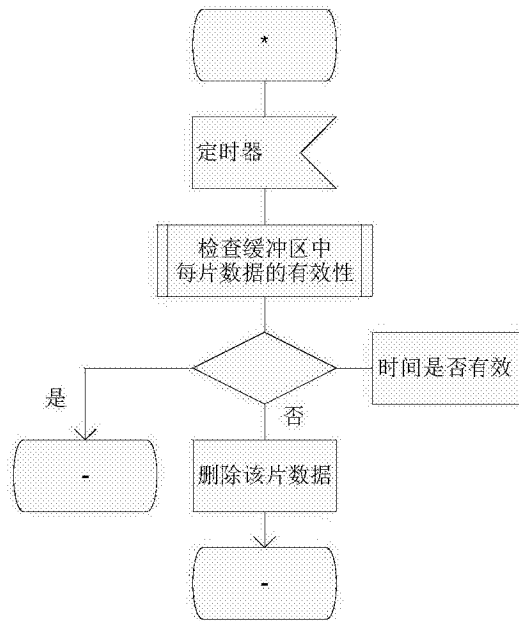 *
定时器
检查缓冲区中
每片数据的有效性
时间是否有效
是
否
-
删除该片数据
-